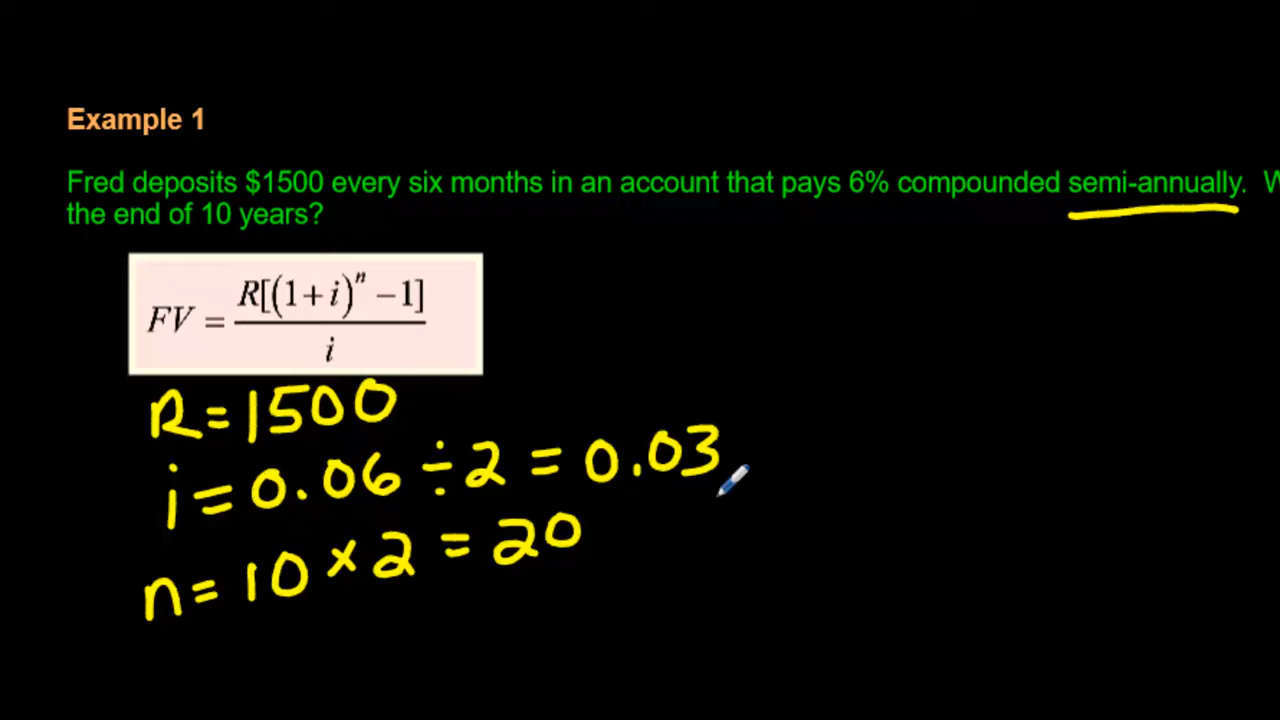 Example 1
Fred deposits $1500 every six months in an account that pays 6% compounded semi-annually.
the end of 10 years?
FV = R[(1+i)^n −1] / i
R=1500
i=0.06 ÷2 = 0.03
n=10×2=20